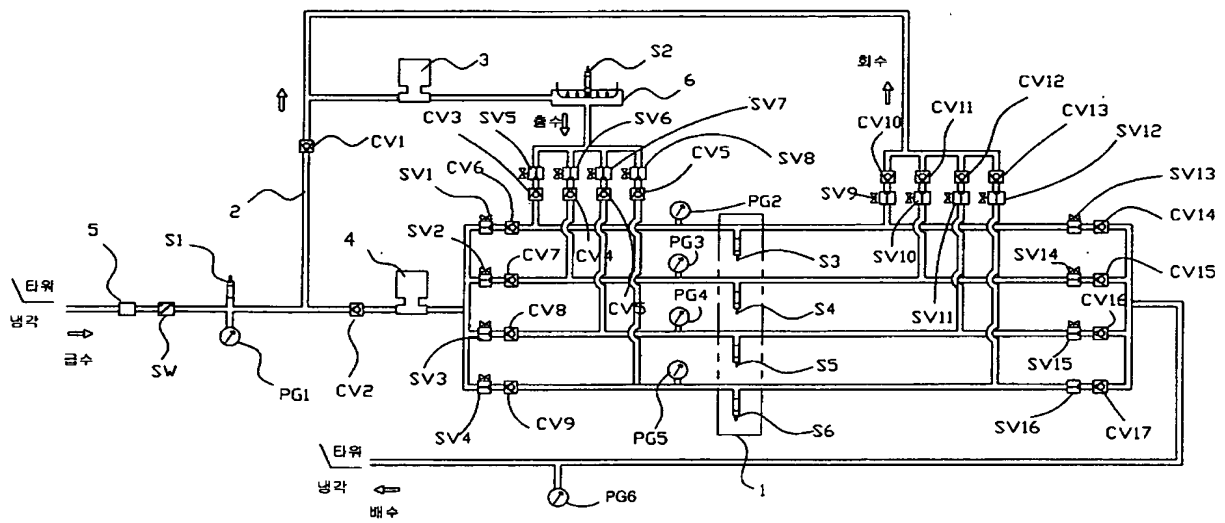 3
S2
회수
6
SV7
CV12
CV3
SV5
출수
SV6
CV11
CV13
CV10
SV12
CV1
CV6
CV5
SV8
SV1
SV13
SV9
PG2
2
CV14
5
S1
SV2
CV7
CV4
PG3
S3
SV10
SV14
4
CV15
타워
PG4
S4
SV11
CV16
냉각
CV8
CV5
급수
SW
SV3
S5
SV15
PG1
CV2
SV4
CV9
PG5
S6
SV16
CV17
타워
냉각
1
배수
PG6